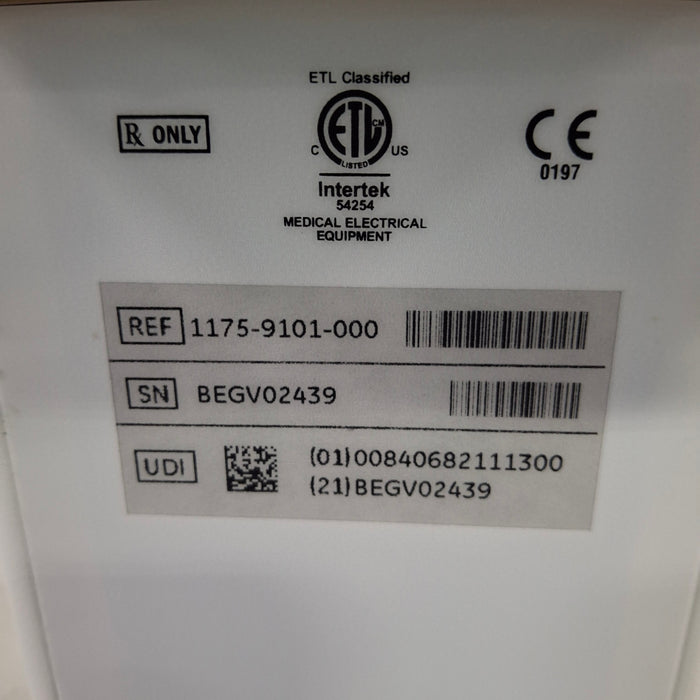 ETL Classified
℞ ONLY
ETL CM
C US
LISTED
Intertek
54254
MEDICAL ELECTRICAL
EQUIPMENT
CE
0197
REF 1175-9101-000
SN BEGV02439
UDI (01)00840682111300
(21)BEGV02439